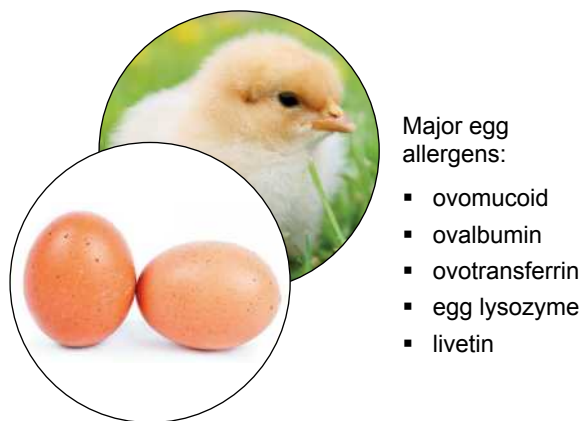 Major egg
allergens:
▪ ovomucoid
▪ ovalbumin
▪ ovotransferrin
▪ egg lysozyme
▪ livetin